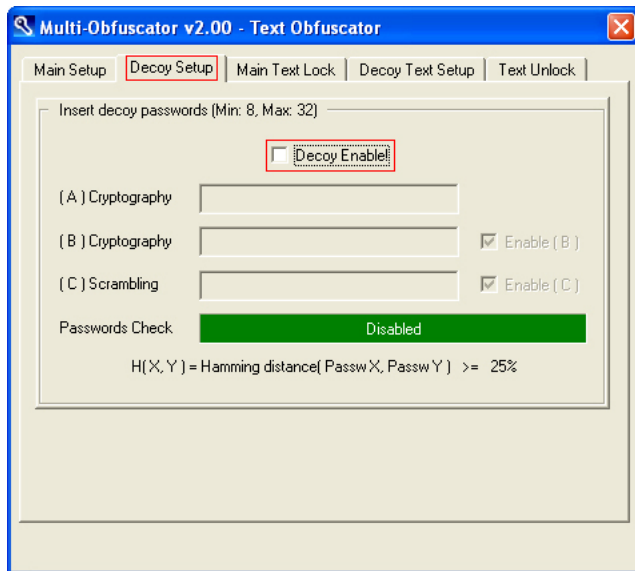 Multi-Obfuscator v2.00 - Text Obfuscator
Main Setup Decoy Setup Main Text Lock Decoy Text Setup Text Unlock
Insert decoy passwords (Min: 8, Max: 32)
Decoy Enable!
( A ) Cryptography
( B ) Cryptography Enable ( B )
( C ) Scrambling Enable ( C )
Passwords Check Disabled
H( X, Y ) = Hamming distance( Passw X, Passw Y ) >= 25%